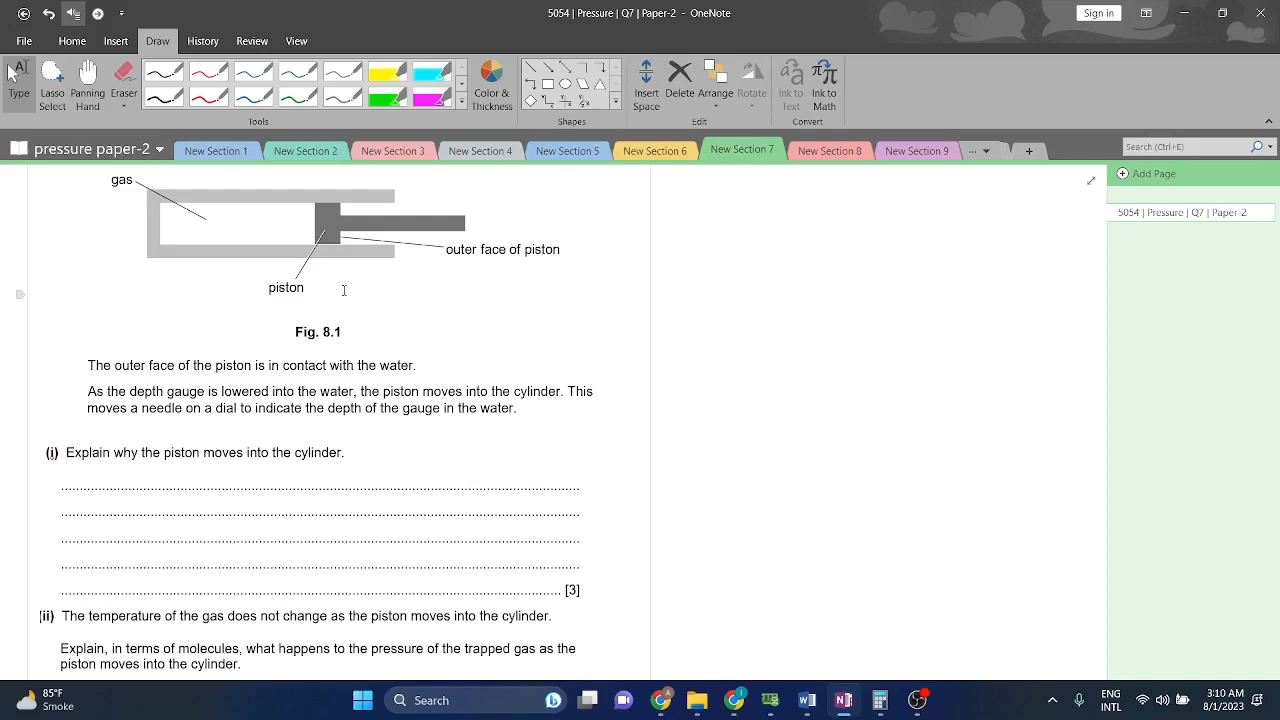 5054 | Pressure | Q7 | Paper-2 - OneNote
Sign in
File Home Insert Draw History Review View
Type
Lasso Select
Panning Hand
Eraser
Color & Thickness
Insert Space
Delete
Arrange
Rotate
Ink to Text
Ink to Math
Tools
Shapes
Edit
Convert
pressure paper-2
New Section 1 New Section 2 New Section 3 New Section 4 New Section 5 New Section 6 New Section 7 New Section 8 New Section 9 ... +
Search (Ctrl+E)
Add Page
5054 | Pressure | Q7 | Paper-2
gas
outer face of piston
piston
Fig. 8.1
The outer face of the piston is in contact with the water.
As the depth gauge is lowered into the water, the piston moves into the cylinder. This
moves a needle on a dial to indicate the depth of the gauge in the water.
(i) Explain why the piston moves into the cylinder.
[3]
(ii) The temperature of the gas does not change as the piston moves into the cylinder.
Explain, in terms of molecules, what happens to the pressure of the trapped gas as the
piston moves into the cylinder.
85°F
Smoke
Search
ENG
INTL
3:10 AM
8/1/2023